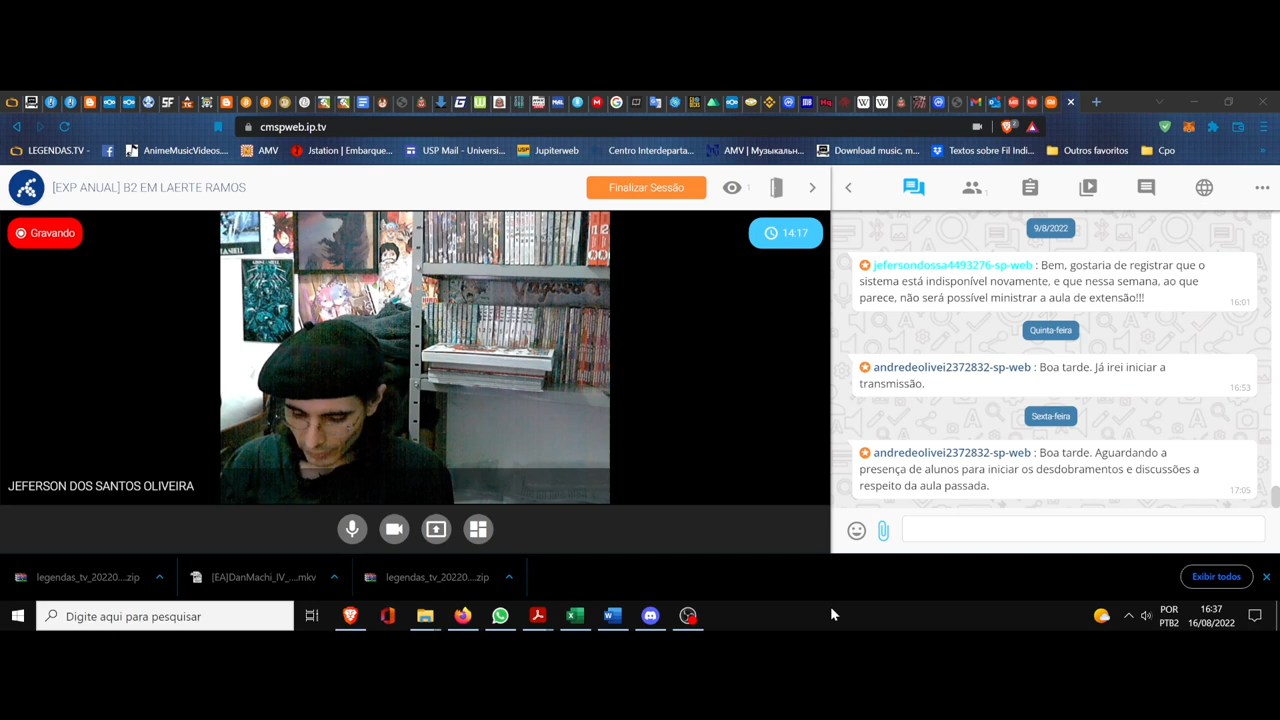 cmspweb.ip.tv
2
LEGENDAS.TV -
AnimeMusicVideos...
AMV
Jstation | Embarque...
USP Mail - Universi...
Jupiterweb
Centro Interdeparta...
AMV | Музыкальн...
Download music, m...
Textos sobre Fil Indi...
Outros favoritos
Cpo
[EXP ANUAL] B2 EM LAERTE RAMOS
Finalizar Sessão
1
1
Gravando
14:17
JEFERSON DOS SANTOS OLIVEIRA
9/8/2022
jefersondossa4493276-sp-web : Bem, gostaria de registrar que o
sistema está indisponível novamente, e que nessa semana, ao que
parece, não será possível ministrar a aula de extensão!!!
16:01
Quinta-feira
andredeolivei2372832-sp-web : Boa tarde. Já irei iniciar a
transmissão.
16:53
Sexta-feira
andredeolivei2372832-sp-web : Boa tarde. Aguardando a
presença de alunos para iniciar os desdobramentos e discussões a
respeito da aula passada.
17:05
legendas_tv_20220....zip
[EA]DanMachi_IV_....mkv
legendas_tv_20220....zip
Exibir todos
Digite aqui para pesquisar
POR
PTB2
16:37
16/08/2022